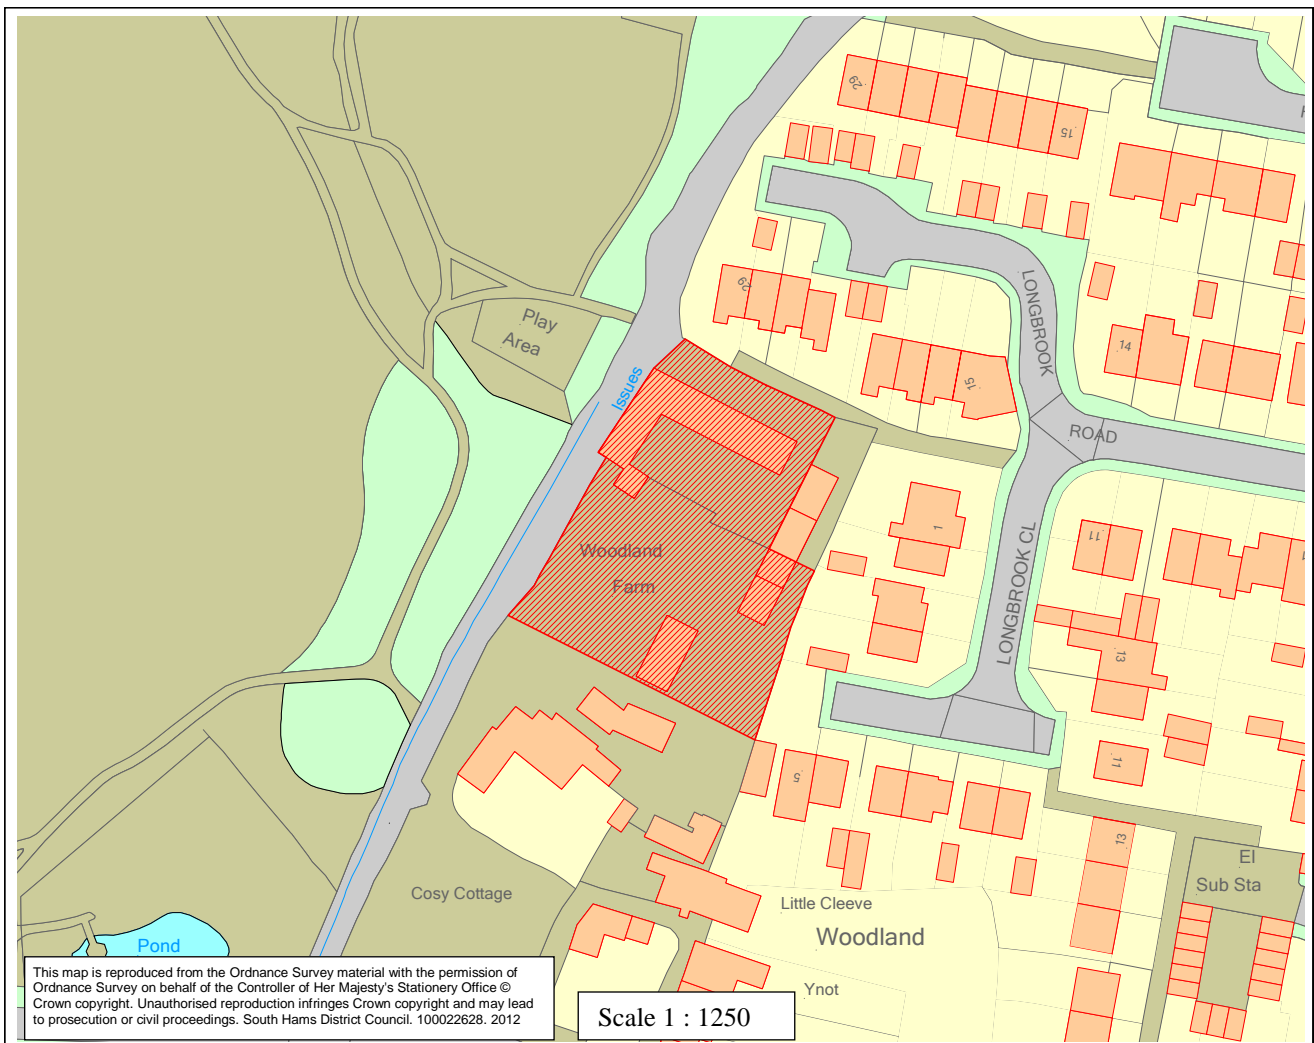 29
15
29
Play
Area
LONGBROOK
14
15
Issues
ROAD
1
11
Woodland
Farm
LONGBROOK CL
13
5
11
13
El
Sub Sta
Cosy Cottage
Little Cleeve
Woodland
Pond
Ynot
This map is reproduced from the Ordnance Survey material with the permission of
Ordnance Survey on behalf of the Controller of Her Majesty's Stationery Office ©
Crown copyright. Unauthorised reproduction infringes Crown copyright and may lead
to prosecution or civil proceedings. South Hams District Council. 100022628. 2012
Scale 1 : 1250